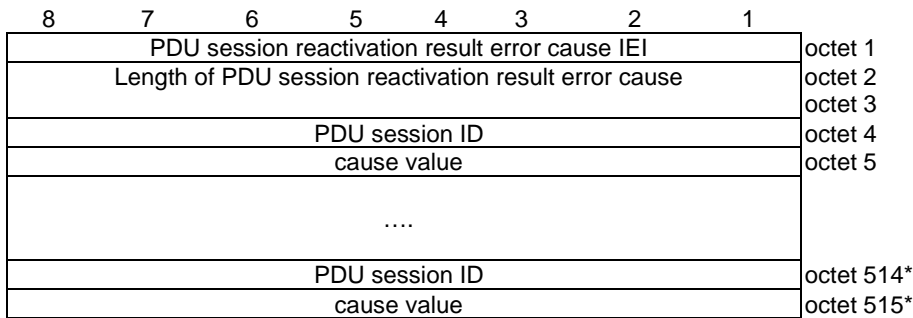 8 7 6 5 4 3 2 1
PDU session reactivation result error cause IEI octet 1
Length of PDU session reactivation result error cause octet 2
octet 3
PDU session ID octet 4
cause value octet 5
….
PDU session ID octet 514*
cause value octet 515*